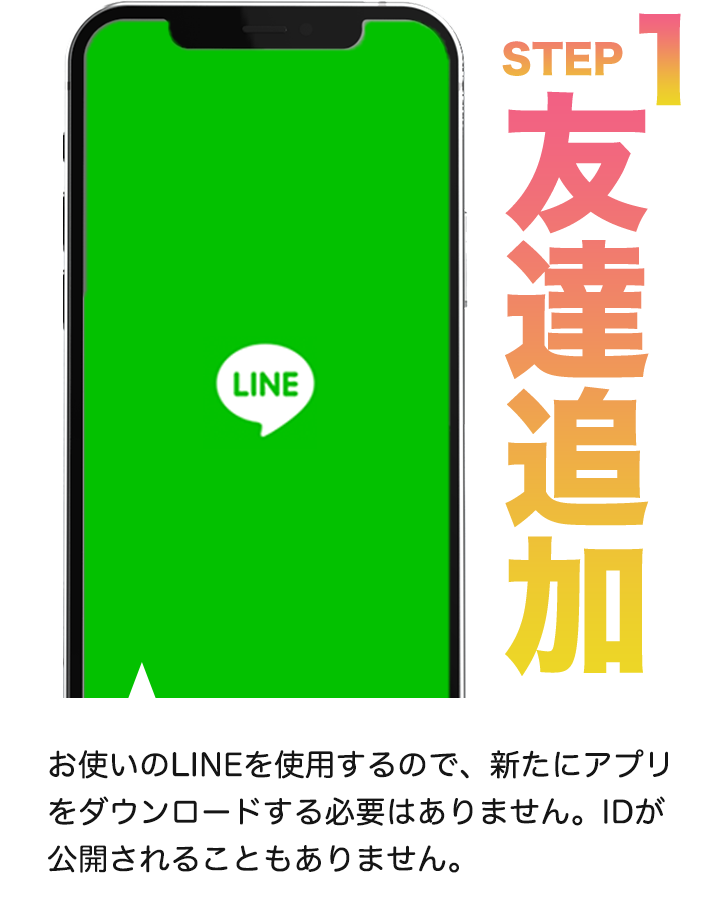 STEP 1
友達追加
LINE
お使いのLINEを使用するので、新たにアプリ
をダウンロードする必要はありません。IDが
公開されることもありません。